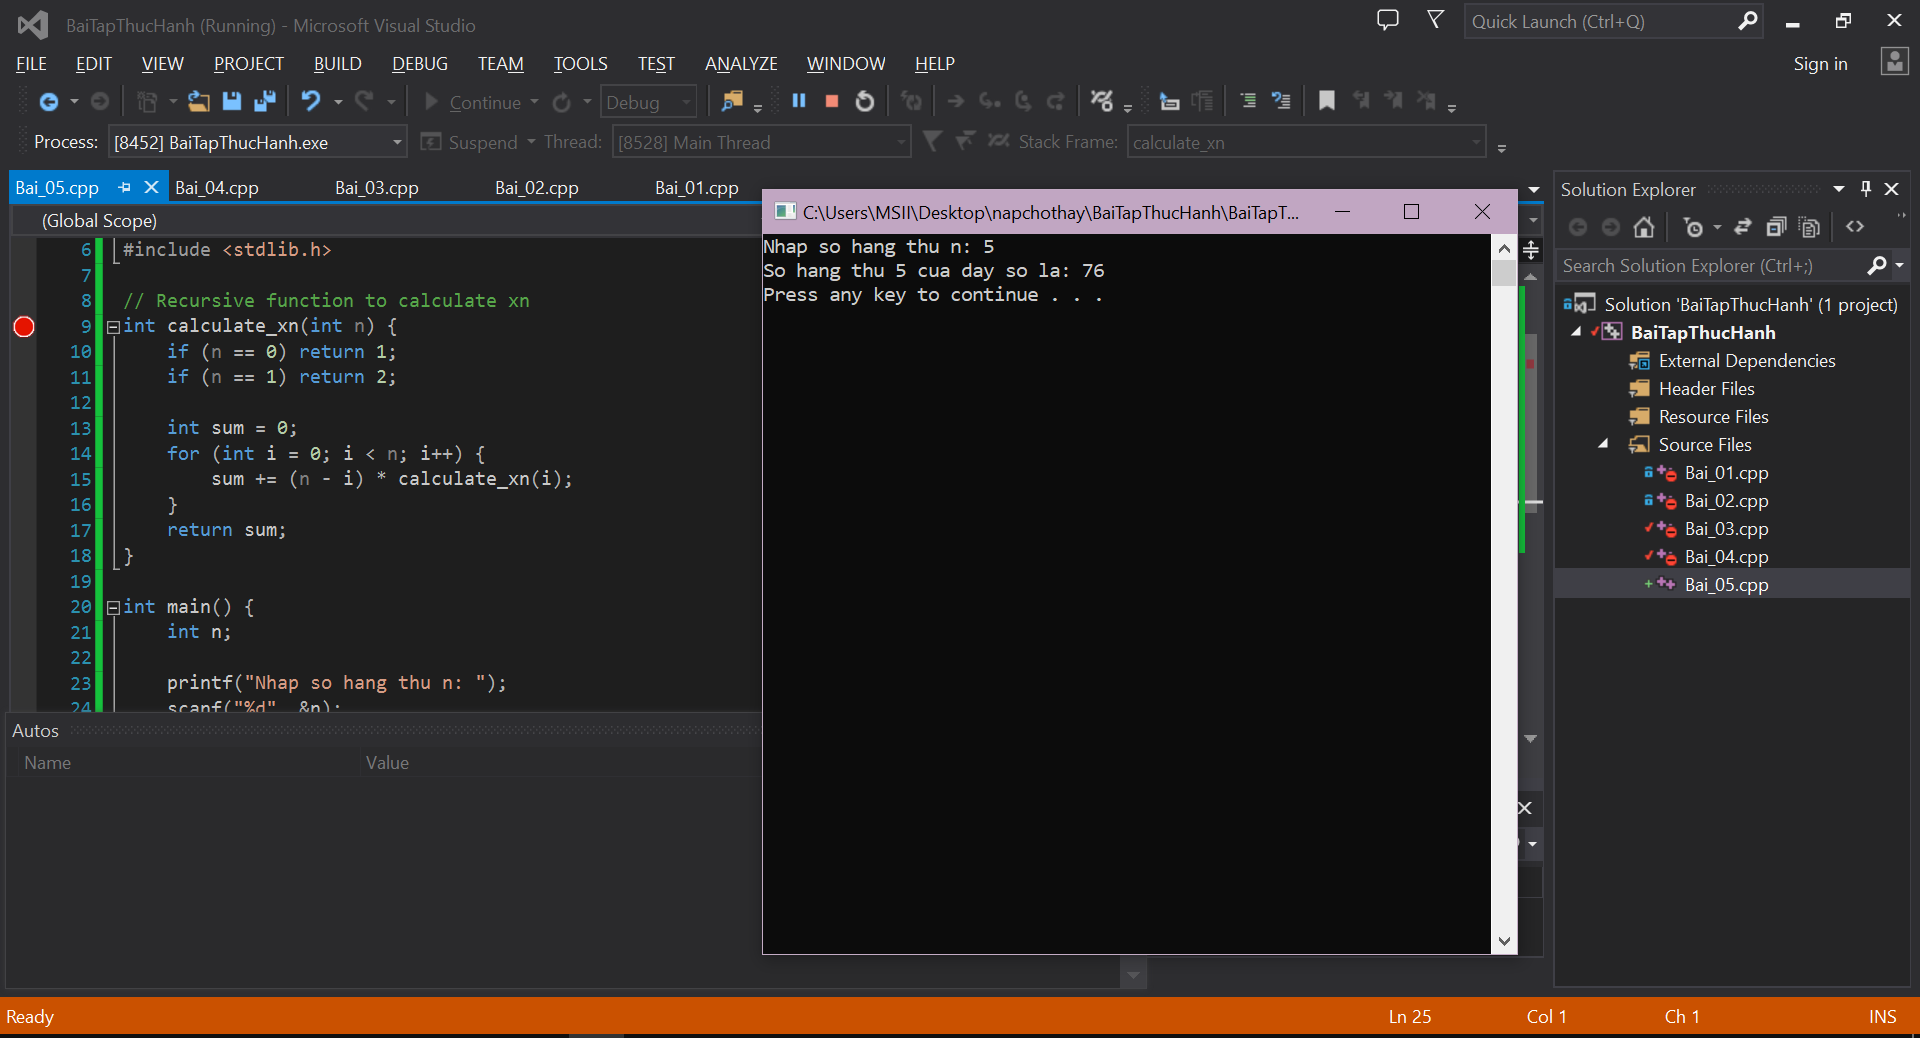 BaiTapThucHanh (Running) - Microsoft Visual Studio
Quick Launch (Ctrl+Q)
FILE EDIT VIEW PROJECT BUILD DEBUG TEAM TOOLS TEST ANALYZE WINDOW HELP
Sign in
Continue Debug
Process: [8452] BaiTapThucHanh.exe Suspend Thread: [8528] Main Thread Stack Frame: calculate_xn
Bai_05.cpp Bai_04.cpp Bai_03.cpp Bai_02.cpp Bai_01.cpp
(Global Scope)
6 #include <stdlib.h>
7
8 // Recursive function to calculate xn
9 int calculate_xn(int n) {
10 if (n == 0) return 1;
11 if (n == 1) return 2;
12
13 int sum = 0;
14 for (int i = 0; i < n; i++) {
15 sum += (n - i) * calculate_xn(i);
16 }
17 return sum;
18 }
19
20 int main() {
21 int n;
22
23 printf("Nhap so hang thu n: ");
24 scanf("%d", &n);
C:\Users\MSII\Desktop\napchothay\BaiTapThucHanh\BaiTapT...
Nhap so hang thu n: 5
So hang thu 5 cua day so la: 76
Press any key to continue . . .
Autos
Name Value
Solution Explorer
Search Solution Explorer (Ctrl+;)
Solution 'BaiTapThucHanh' (1 project)
BaiTapThucHanh
External Dependencies
Header Files
Resource Files
Source Files
Bai_01.cpp
Bai_02.cpp
Bai_03.cpp
Bai_04.cpp
Bai_05.cpp
Ready Ln 25 Col 1 Ch 1 INS